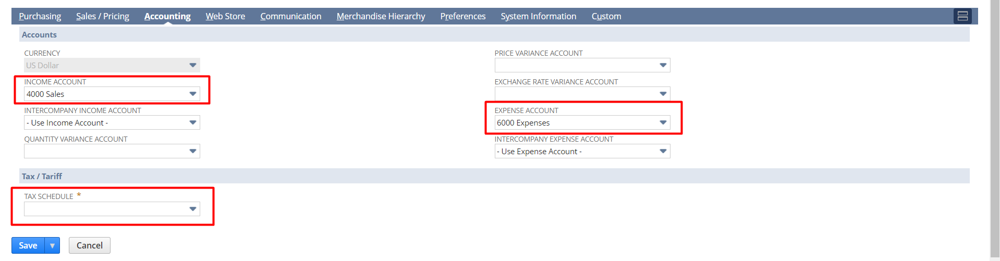 Purchasing Sales / Pricing Accounting Web Store Communication Merchandise Hierarchy Preferences System Information Custom
Accounts
CURRENCY
US Dollar
INCOME ACCOUNT
4000 Sales
INTERCOMPANY INCOME ACCOUNT
- Use Income Account -
QUANTITY VARIANCE ACCOUNT
PRICE VARIANCE ACCOUNT
EXCHANGE RATE VARIANCE ACCOUNT
EXPENSE ACCOUNT
6000 Expenses
INTERCOMPANY EXPENSE ACCOUNT
- Use Expense Account -
Tax / Tariff
TAX SCHEDULE *
Save Cancel